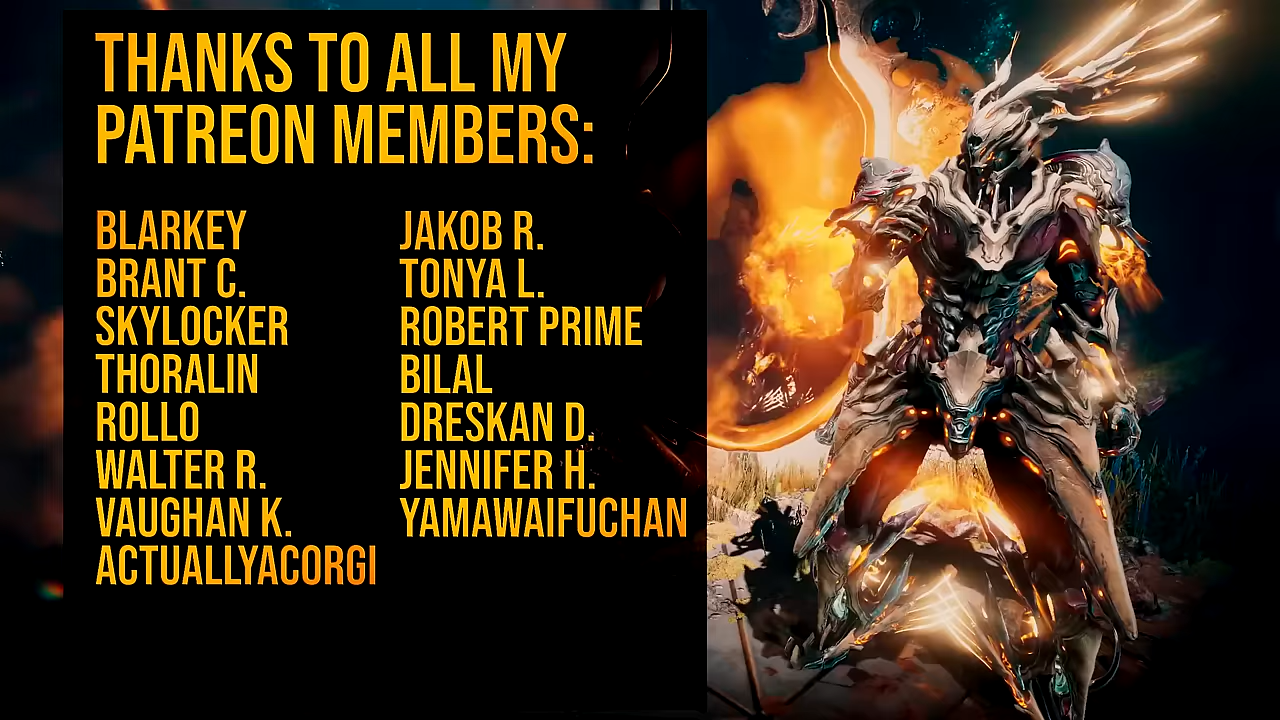 THANKS TO ALL MY
PATREON MEMBERS:
BLARKEY
BRANT C.
SKYLOCKER
THORALIN
ROLLO
WALTER R.
VAUGHAN K.
ACTUALLYACORGI
JAKOB R.
TONYA L.
ROBERT PRIME
BILAL
DRESKAN D.
JENNIFER H.
YAMAWAIFUCHAN